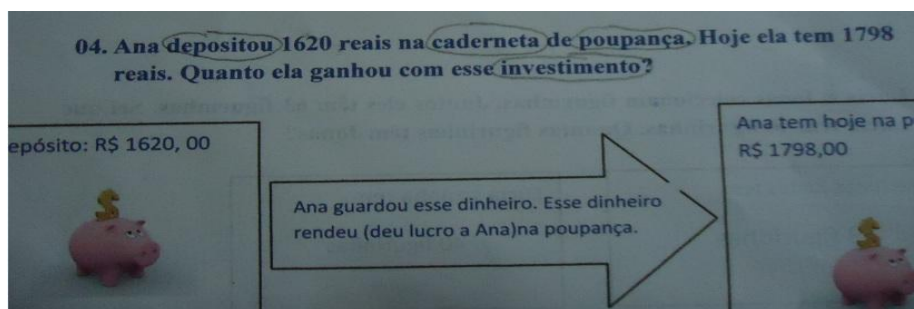 04. Ana depositou 1620 reais na caderneta de poupança. Hoje ela tem 1798
reais. Quanto ela ganhou com esse investimento?
epósito: R$ 1620, 00
Ana guardou esse dinheiro. Esse dinheiro
rendeu (deu lucro a Ana)na poupança.
Ana tem hoje na p
R$ 1798,00